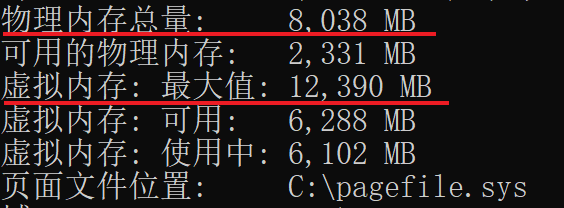 物理内存总量: 8,038 MB
可用的物理内存: 2,331 MB
虚拟内存: 最大值: 12,390 MB
虚拟内存: 可用: 6,288 MB
虚拟内存: 使用中: 6,102 MB
页面文件位置: C:\pagefile.sys